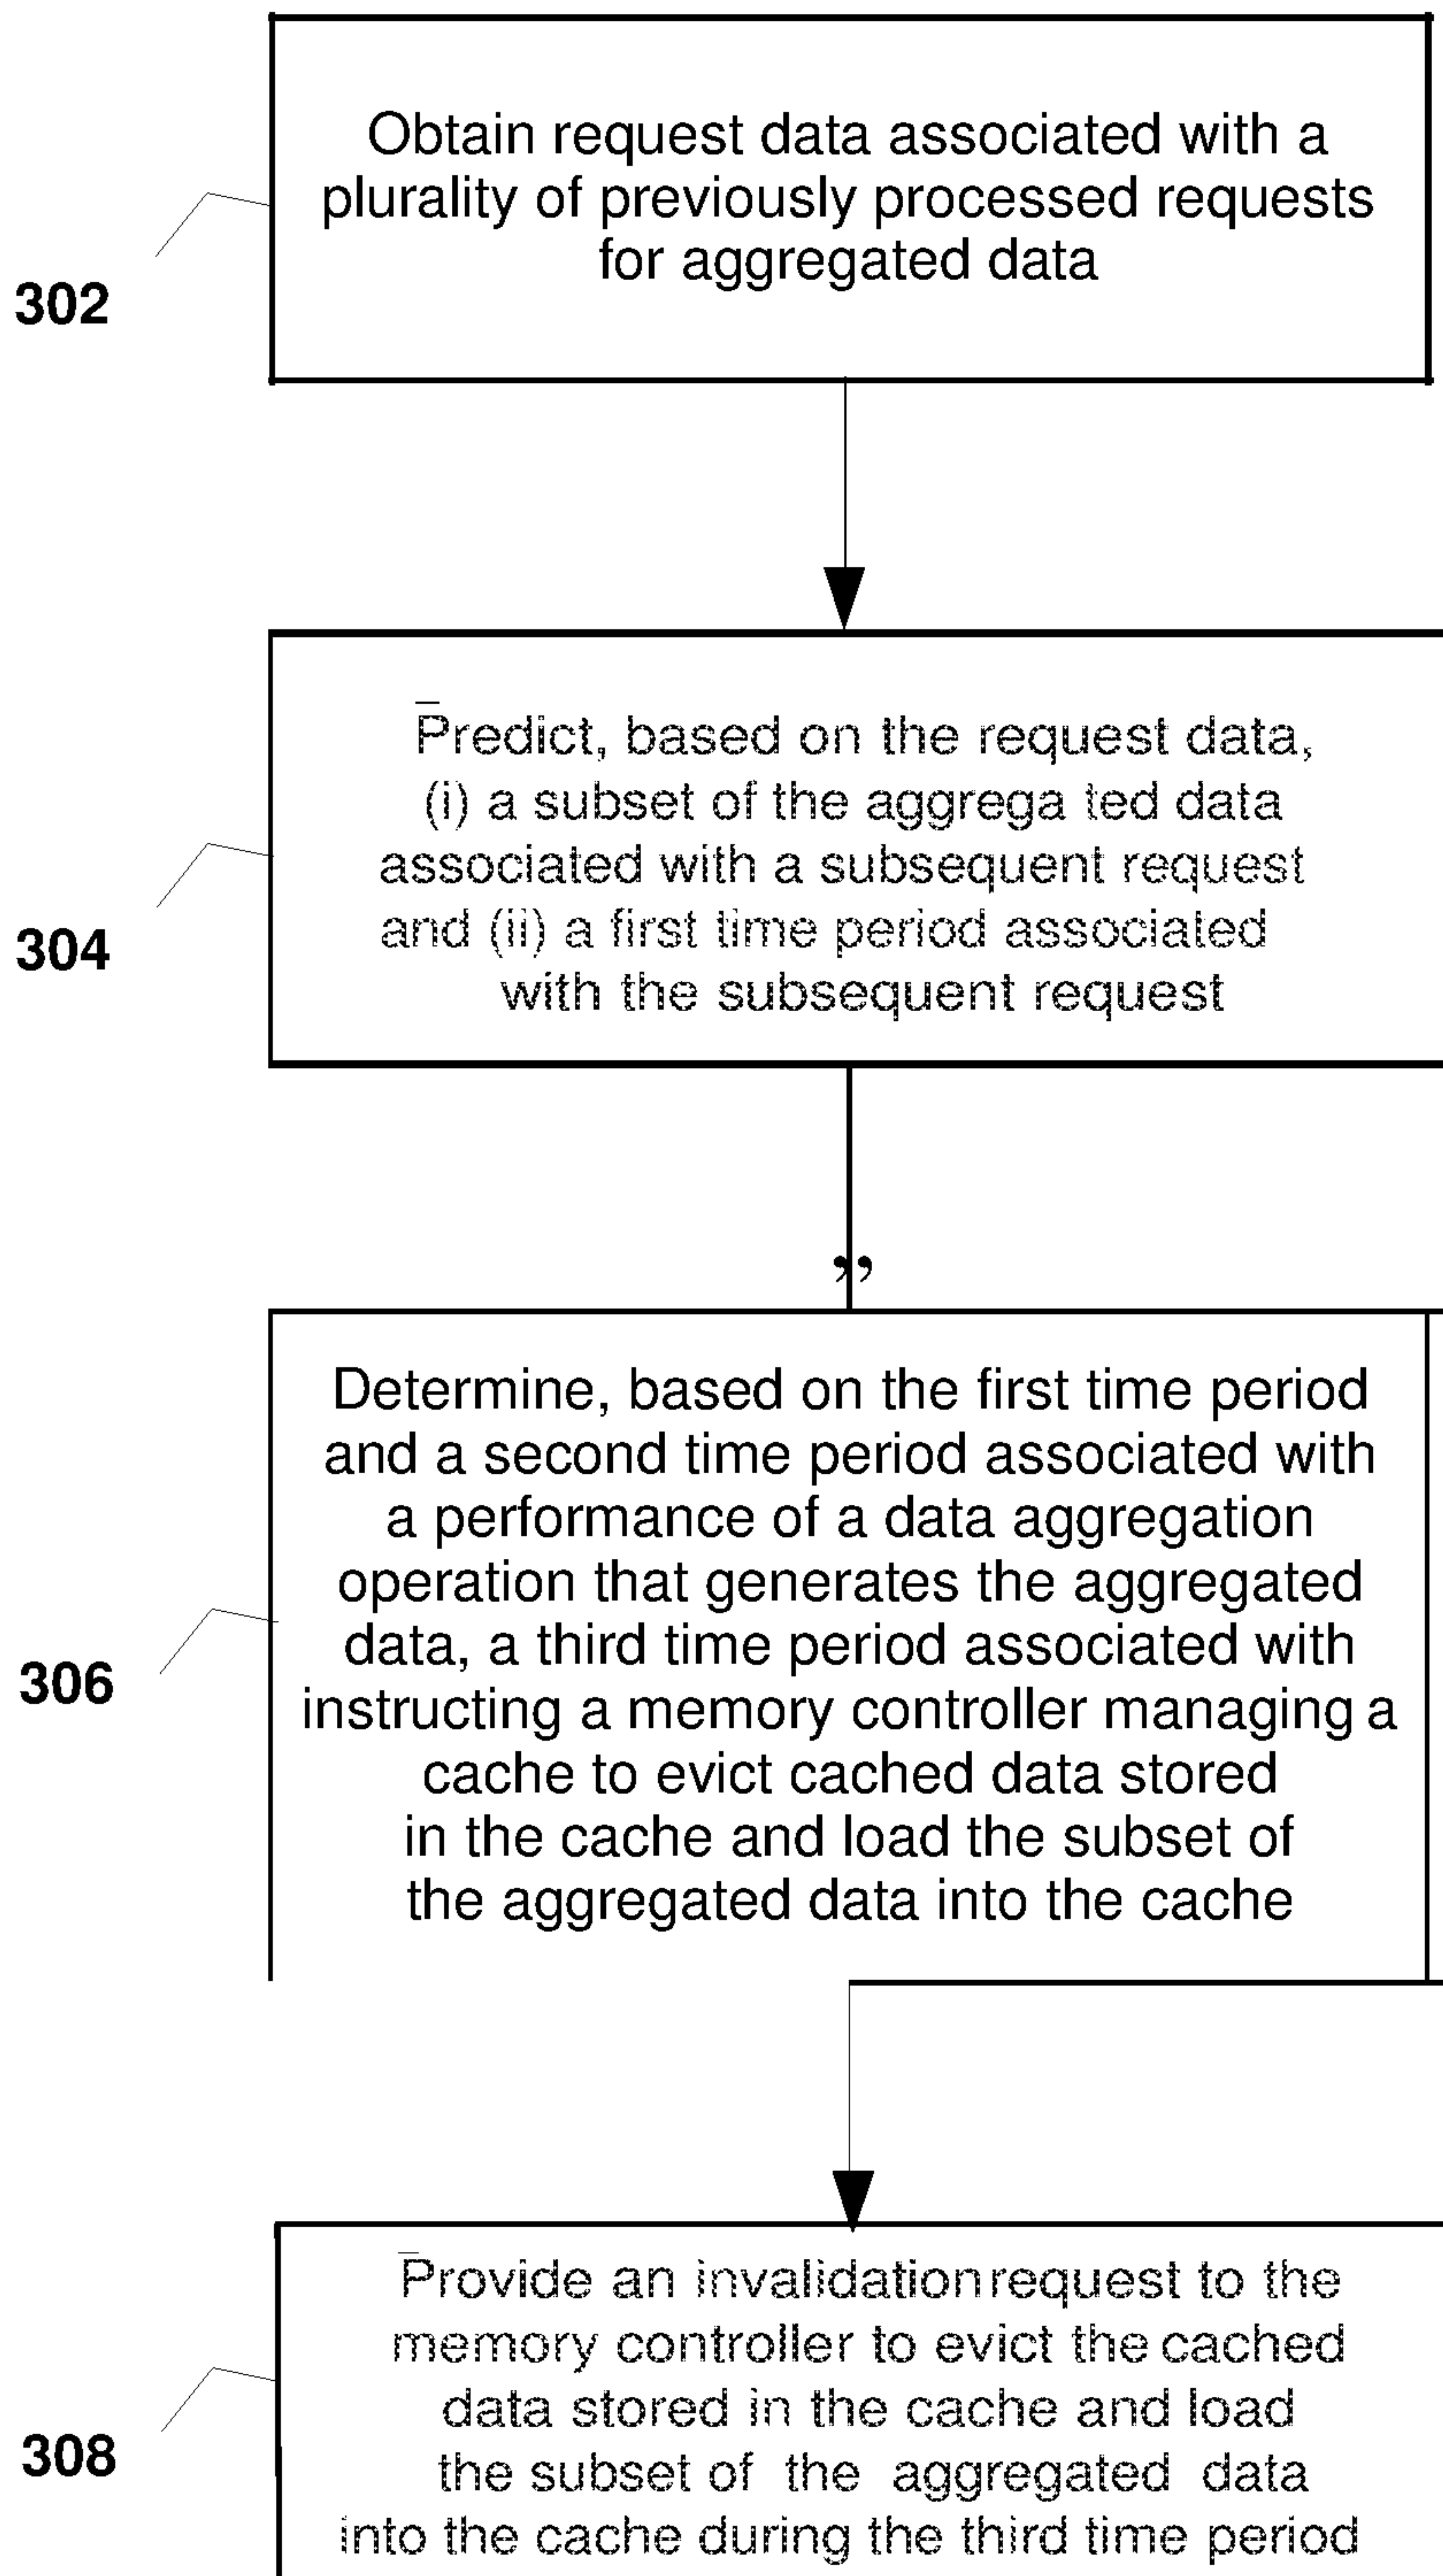 Obtain request data associated with a
plurality of previously processed requests
for aggregated data
302
Predict, based on the request data,
(i) a subset of the aggrega ted data
associated with a subsequent request
and (ii) a first time period associated
with the subsequent request
304
”
Determine, based on the first time period
and a second time period associated with
a performance of a data aggregation
operation that generates the aggregated
data, a third time period associated with
instructing a memory controller managing a
cache to evict cached data stored
in the cache and load the subset of
the aggregated data into the cache
306
Provide an invalidation request to the
memory controller to evict the cached
data stored in the cache and load
the subset of the aggregated data
into the cache during the third time period
308